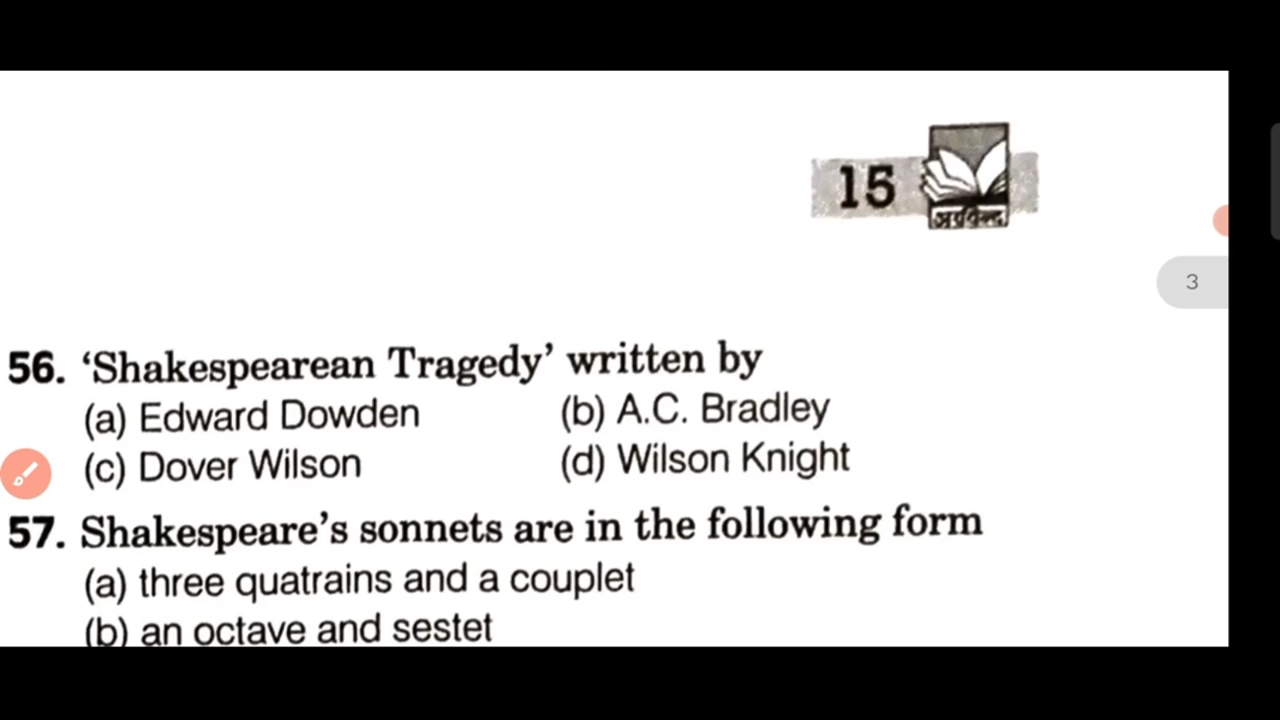 15
अरविन्द
3
56. ‘Shakespearean Tragedy’ written by
(a) Edward Dowden (b) A.C. Bradley
(c) Dover Wilson (d) Wilson Knight
57. Shakespeare’s sonnets are in the following form
(a) three quatrains and a couplet
(b) an octave and sestet